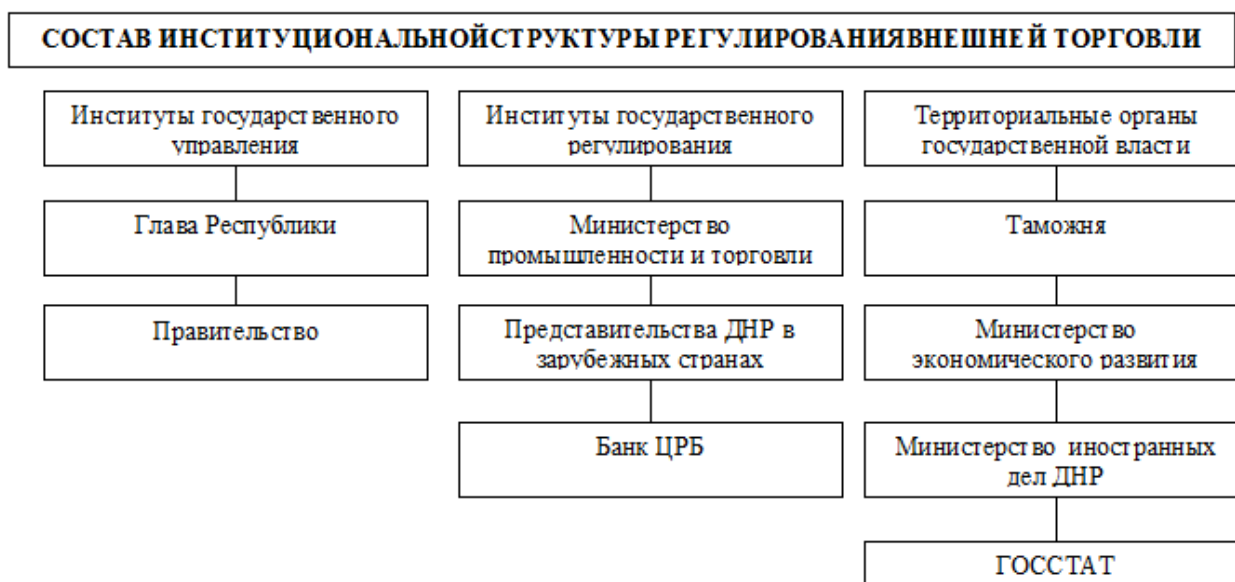 СОСТАВ ИНСТИТУЦИОНАЛЬНОЙСТРУКТУРЫ РЕГУЛИРОВАНИЯВНЕШНЕЙ ТОРГОВЛИ
Институты государственного
управления
Глава Республики
Правительство
Институты государственного
регулирования
Министерство
промышленности и торговли
Представительства ДНР в
зарубежных странах
Банк ЦРБ
Территориальные органы
государственной власти
Таможня
Министерство
экономического развития
Министерство иностранных
дел ДНР
ГОССТАТ